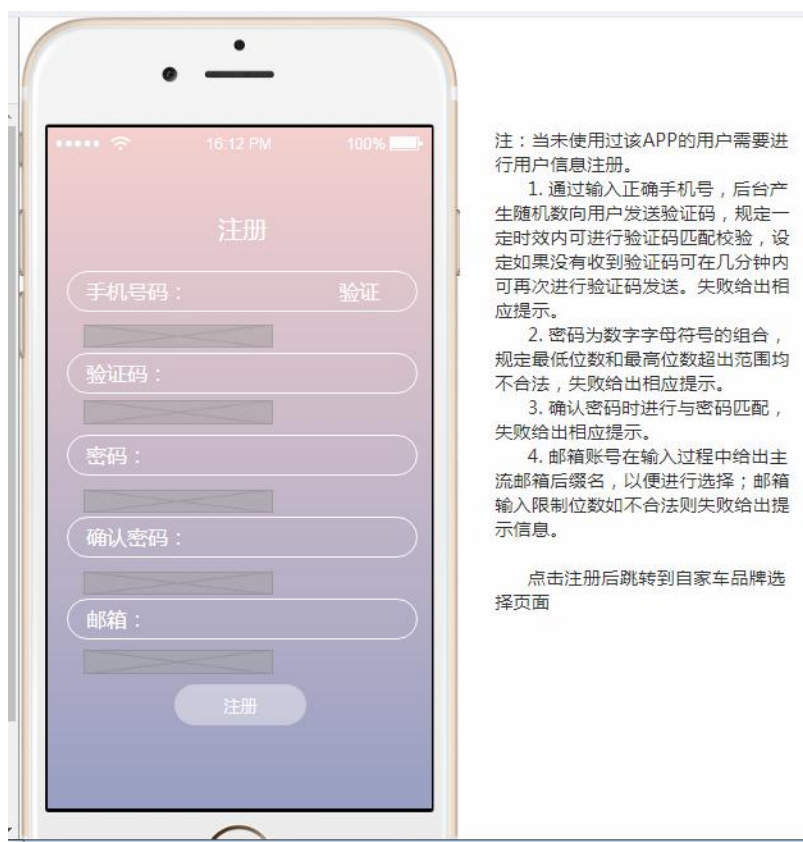 16:12 PM
100%
注册
手机号码：
验证
验证码：
密码：
确认密码：
邮箱：
注册
注：当未使用过该APP的用户需要进
行用户信息注册。
1. 通过输入正确手机号，后台产
生随机数向用户发送验证码，规定一
定时效内可进行验证码匹配校验，设
定如果没有收到验证码可在几分钟内
可再次进行验证码发送。失败给出相
应提示。
2. 密码为数字字母符号的组合，
规定最低位数和最高位数超出范围均
不合法，失败给出相应提示。
3. 确认密码时进行与密码匹配，
失败给出相应提示。
4. 邮箱账号在输入过程中给出主
流邮箱后缀名，以便进行选择；邮箱
输入限制位数如不合法则失败给出提
示信息。
点击注册后跳转到自家车品牌选
择页面